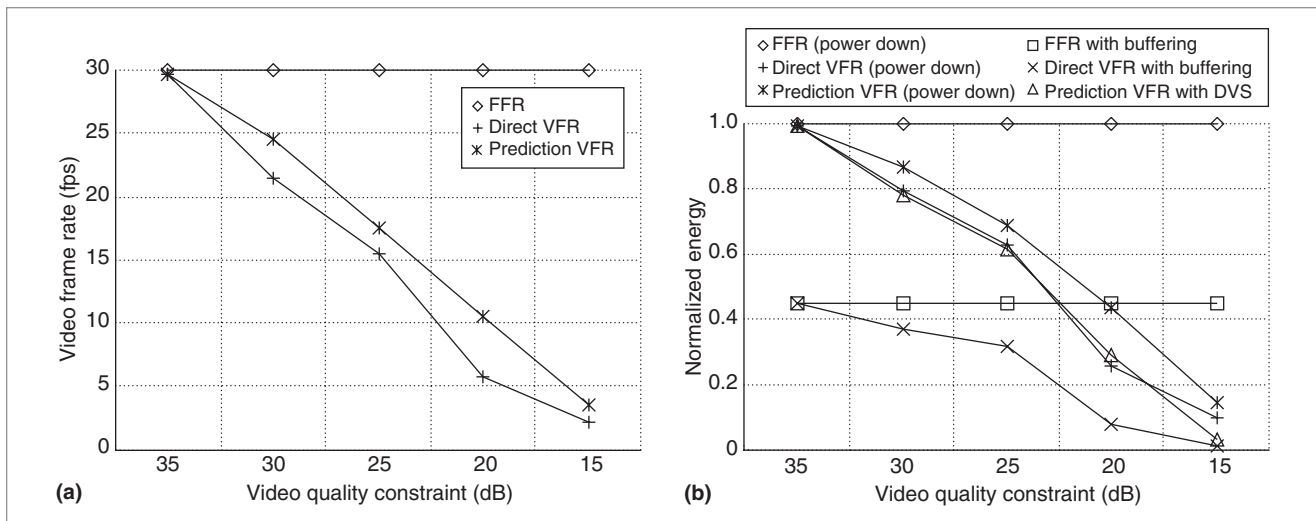 30
25
20
15
10
5
0
Video frame rate (fps)
FFR
Direct VFR
Prediction VFR
35 30 25 20 15
Video quality constraint (dB)
(a)
FFR (power down)
Direct VFR (power down)
Prediction VFR (power down)
FFR with buffering
Direct VFR with buffering
Prediction VFR with DVS
1.0
0.8
0.6
0.4
0.2
0
Normalized energy
35 30 25 20 15
Video quality constraint (dB)
(b)